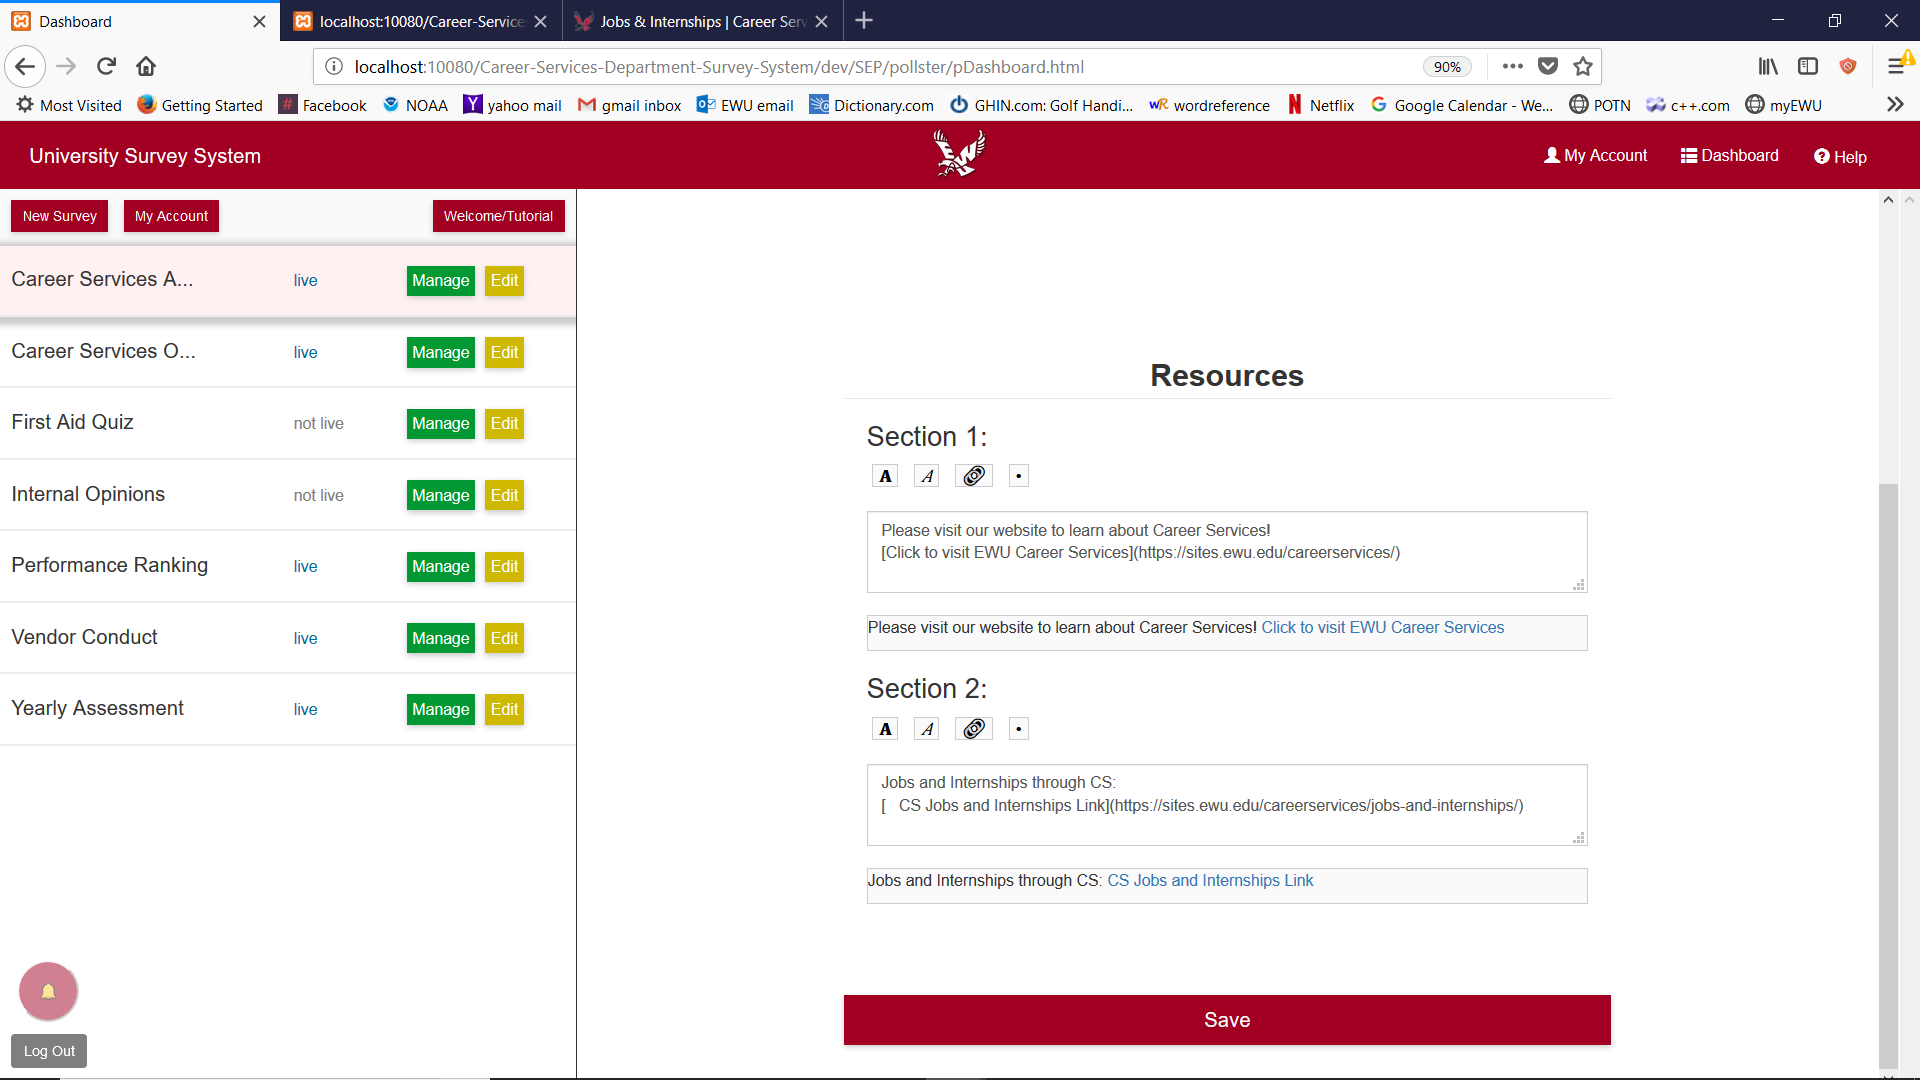 Dashboard
localhost:10080/Career-Service
Jobs & Internships | Career Serv
localhost:10080/Career-Services-Department-Survey-System/dev/SEP/pollster/pDashboard.html
90%
Most Visited
Getting Started
Facebook
NOAA
yahoo mail
gmail inbox
EWU email
Dictionary.com
GHIN.com: Golf Handi...
wordreference
Netflix
Google Calendar - We...
POTN
c++.com
myEWU
University Survey System
My Account
Dashboard
Help
New Survey
My Account
Welcome/Tutorial
Career Services A... live Manage Edit
Career Services O... live Manage Edit
First Aid Quiz not live Manage Edit
Internal Opinions not live Manage Edit
Performance Ranking live Manage Edit
Vendor Conduct live Manage Edit
Yearly Assessment live Manage Edit
Log Out
Resources
Section 1:
A A •
Please visit our website to learn about Career Services!
[Click to visit EWU Career Services](https://sites.ewu.edu/careerservices/)
Please visit our website to learn about Career Services! Click to visit EWU Career Services
Section 2:
A A •
Jobs and Internships through CS:
[   CS Jobs and Internships Link](https://sites.ewu.edu/careerservices/jobs-and-internships/)
Jobs and Internships through CS: CS Jobs and Internships Link
Save